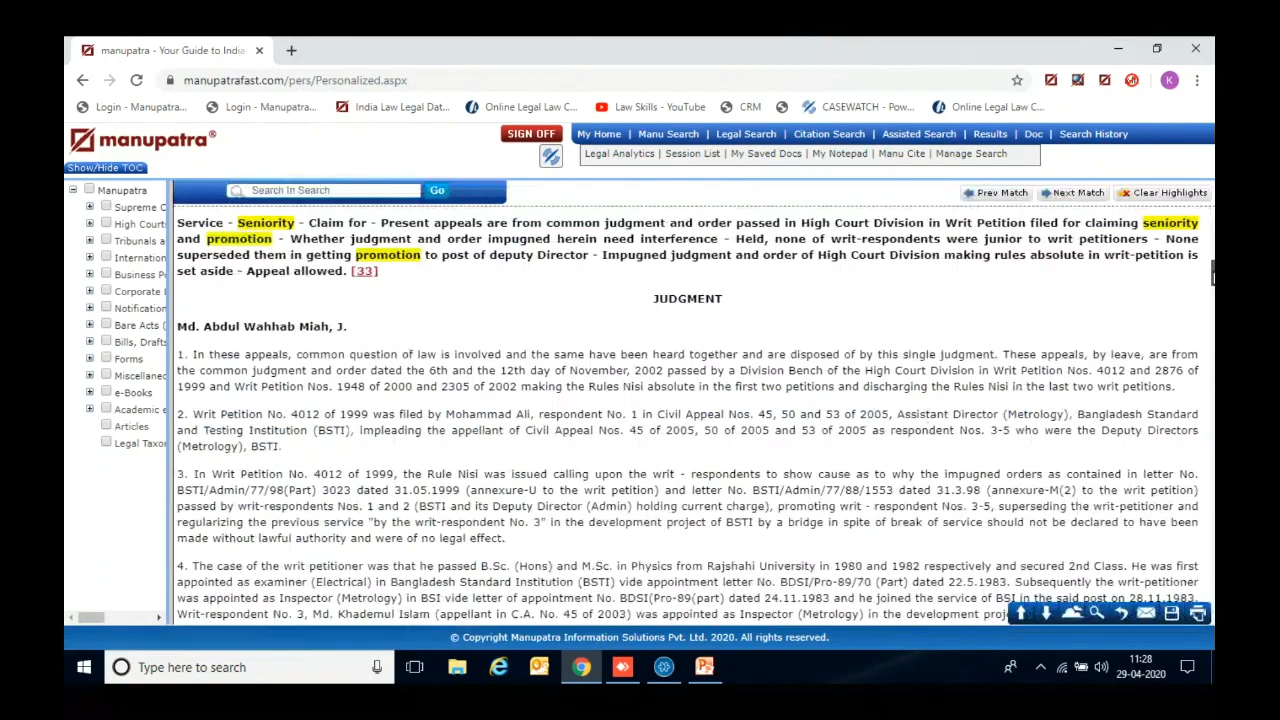 manupatra - Your Guide to India
manupatrafast.com/pers/Personalized.aspx
K
Login - Manupatra... Login - Manupatra... India Law Legal Dat... Online Legal Law C... Law Skills - YouTube CRM CASEWATCH - Pow... Online Legal Law C...
manupatra® SIGN OFF My Home | Manu Search | Legal Search | Citation Search | Assisted Search | Results | Doc | Search History
Legal Analytics | Session List | My Saved Docs | My Notepad | Manu Cite | Manage Search
Show/Hide TOC
Manupatra
Supreme C
High Court
Tribunals a
Internation
Business P
Corporate
Notification
Bare Acts (
Bills, Drafts
Forms
Miscellane
e-Books
Academic e
Articles
Legal Taxor
Search In Search Go Prev Match Next Match Clear Highlights
Service - Seniority - Claim for - Present appeals are from common judgment and order passed in High Court Division in Writ Petition filed for claiming seniority
and promotion - Whether judgment and order impugned herein need interference - Held, none of writ-respondents were junior to writ petitioners - None
superseded them in getting promotion to post of deputy Director - Impugned judgment and order of High Court Division making rules absolute in writ-petition is
set aside - Appeal allowed. [33]
JUDGMENT
Md. Abdul Wahhab Miah, J.
1. In these appeals, common question of law is involved and the same have been heard together and are disposed of by this single judgment. These appeals, by leave, are from
the common judgment and order dated the 6th and the 12th day of November, 2002 passed by a Division Bench of the High Court Division in Writ Petition Nos. 4012 and 2876 of
1999 and Writ Petition Nos. 1948 of 2000 and 2305 of 2002 making the Rules Nisi absolute in the first two petitions and discharging the Rules Nisi in the last two writ petitions.
2. Writ Petition No. 4012 of 1999 was filed by Mohammad Ali, respondent No. 1 in Civil Appeal Nos. 45, 50 and 53 of 2005, Assistant Director (Metrology), Bangladesh Standard
and Testing Institution (BSTI), impleading the appellant of Civil Appeal Nos. 45 of 2005, 50 of 2005 and 53 of 2005 as respondent Nos. 3-5 who were the Deputy Directors
(Metrology), BSTI.
3. In Writ Petition No. 4012 of 1999, the Rule Nisi was issued calling upon the writ - respondents to show cause as to why the impugned orders as contained in letter No.
BSTI/Admin/77/98(Part) 3023 dated 31.05.1999 (annexure-U to the writ petition) and letter No. BSTI/Admin/77/88/1553 dated 31.3.98 (annexure-M(2) to the writ petition)
passed by writ-respondents Nos. 1 and 2 (BSTI and its Deputy Director (Admin) holding current charge), promoting writ - respondent Nos. 3-5, superseding the writ-petitioner and
regularizing the previous service "by the writ-respondent No. 3" in the development project of BSTI by a bridge in spite of break of service should not be declared to have been
made without lawful authority and were of no legal effect.
4. The case of the writ petitioner was that he passed B.Sc. (Hons) and M.Sc. in Physics from Rajshahi University in 1980 and 1982 respectively and secured 2nd Class. He was first
appointed as examiner (Electrical) in Bangladesh Standard Institution (BSTI) vide appointment letter No. BDSI/Pro-89/70 (Part) dated 22.5.1983. Subsequently the writ-petitioner
was appointed as Inspector (Metrology) in BSI vide letter of appointment No. BDSI(Pro-89(part) dated 24.11.1983 and he joined the service of BSI in the said post on 28.11.1983.
Writ-respondent No. 3, Md. Khademul Islam (appellant in C.A. No. 45 of 2003) was appointed as Inspector (Metrology) in the development proj
© Copyright Manupatra Information Solutions Pvt. Ltd. 2020. All rights reserved.
Type here to search
11:28
29-04-2020